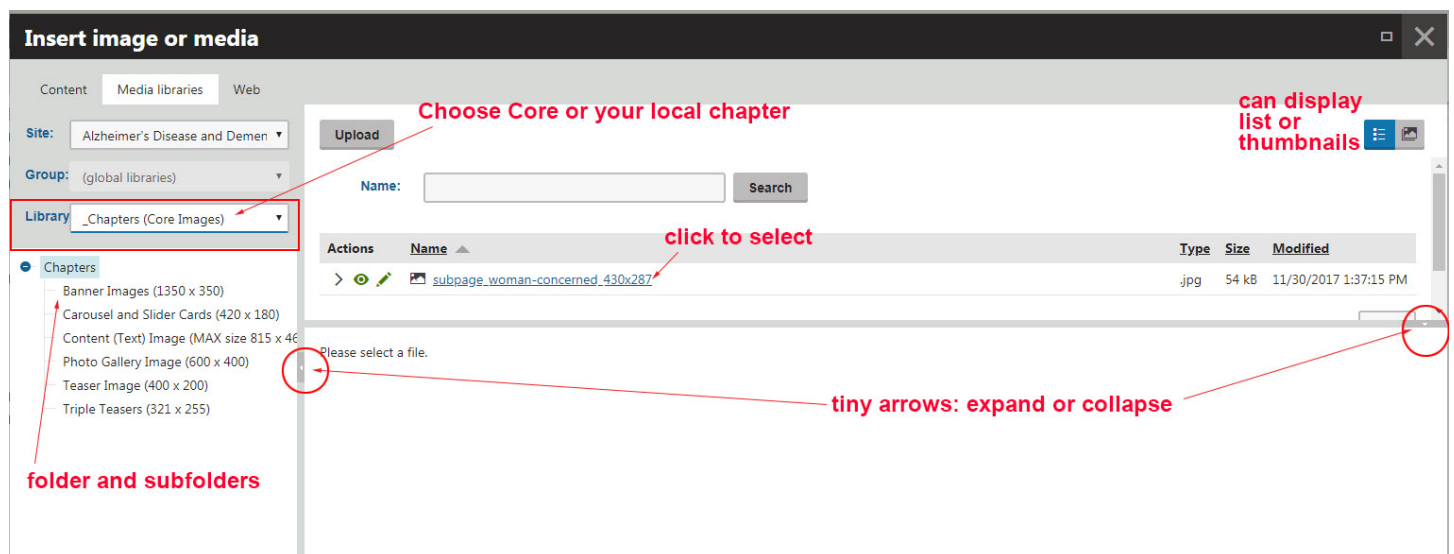 Insert image or media
Content Media libraries Web
Choose Core or your local chapter
can display
list or
thumbnails
Site: Alzheimer's Disease and Demen
Upload
Group: (global libraries)
Name: Search
Library _Chapters (Core Images)
click to select
Actions Name Type Size Modified
Chapters
subpage_woman-concerned_430x287 .jpg 54 kB 11/30/2017 1:37:15 PM
Banner Images (1350 x 350)
Carousel and Slider Cards (420 x 180)
Content (Text) Image (MAX size 815 x 46
Please select a file.
Photo Gallery Image (600 x 400)
Teaser Image (400 x 200)
Triple Teasers (321 x 255)
tiny arrows: expand or collapse
folder and subfolders